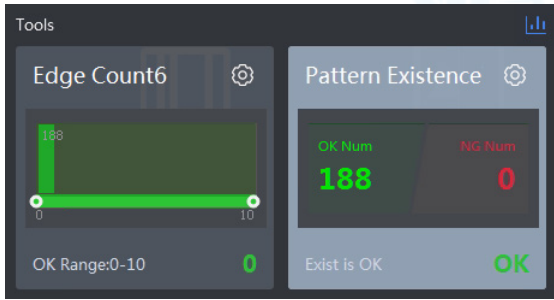 Tools
Edge Count6
188
0
10
OK Range:0-10
0
Pattern Existence
OK Num
NG Num
188
0
Exist is OK
OK